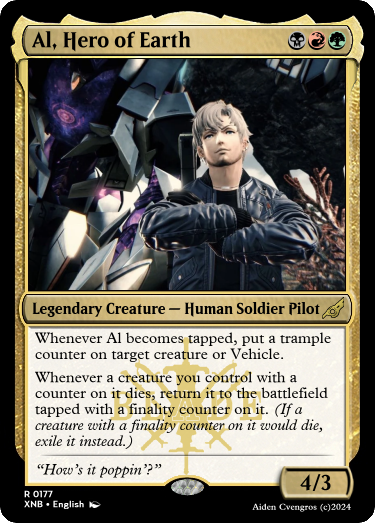 Al, Hero of Earth
Legendary Creature — Human Soldier Pilot
Whenever Al becomes tapped, put a trample
counter on target creature or Vehicle.
Whenever a creature you control with a
counter on it dies, return it to the battlefield
tapped with a finality counter on it. (If a
creature with a finality counter on it would die,
exile it instead.)
“How’s it poppin’?”
4/3
R 0177
XNB • English
Aiden Cvengros (c)2024